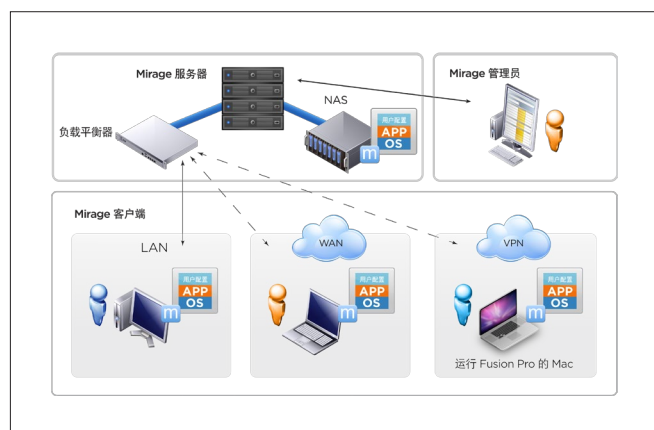 Mirage 服务器
Mirage 管理员
NAS
负载平衡器
用户配置
APP
OS
m
Mirage 客户端
LAN
WAN
VPN
用户配置
APP
OS
m
用户配置
APP
OS
m
用户配置
APP
OS
m
运行 Fusion Pro 的 Mac